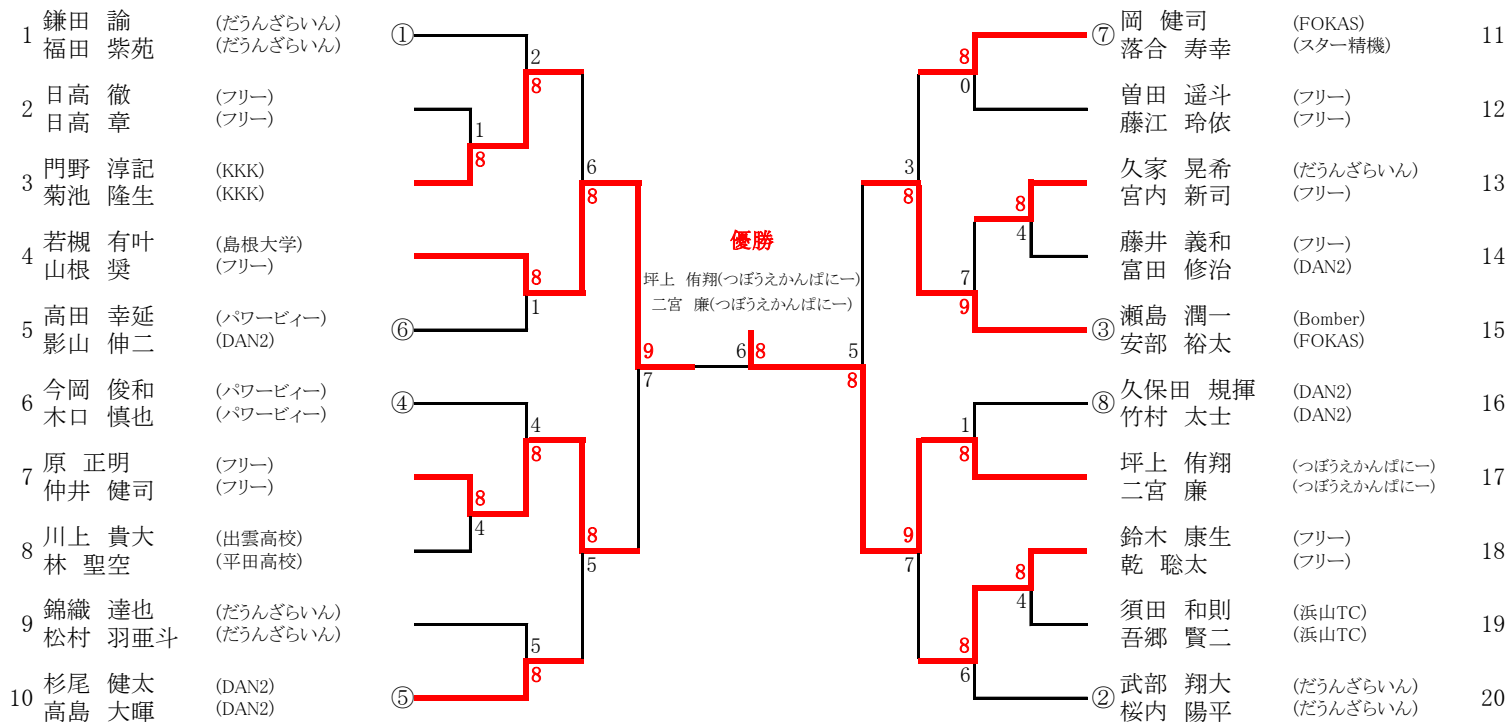 1 鎌田 諭 (だうんざらいん) ①
福田 紫苑 (だうんざらいん)
2 日高 徹 (フリー)
日高 章 (フリー)
3 門野 淳記 (KKK)
菊池 隆生 (KKK)
4 若槻 有叶 (島根大学)
山根 奨 (フリー)
5 高田 幸延 (パワービィー) ⑥
影山 伸二 (DAN2)
6 今岡 俊和 (パワービィー) ④
木口 慎也 (パワービィー)
7 原 正明 (フリー)
仲井 健司 (フリー)
8 川上 貴大 (出雲高校)
林 聖空 (平田高校)
9 錦織 達也 (だうんざらいん)
松村 羽亜斗 (だうんざらいん)
10 杉尾 健太 (DAN2) ⑤
高島 大暉 (DAN2)
2
8
1
8
8
1
6
8
4
8
8
4
5
8
8
5
9
7
優勝
坪上 侑翔(つぼうえかんぱにー)
二宮 廉(つぼうえかんぱにー)
6 8
5
8
3
8
8
0
8
4
7
9
1
8
9
7
8
4
8
6
⑦ 岡 健司 (FOKAS) 11
落合 寿幸 (スター精機)
曽田 遥斗 (フリー) 12
藤江 玲依 (フリー)
久家 晃希 (だうんざらいん) 13
宮内 新司 (フリー)
藤井 義和 (フリー) 14
富田 修治 (DAN2)
③ 瀬島 潤一 (Bomber) 15
安部 裕太 (FOKAS)
⑧ 久保田 規揮 (DAN2) 16
竹村 太士 (DAN2)
坪上 侑翔 (つぼうえかんぱにー) 17
二宮 廉 (つぼうえかんぱにー)
鈴木 康生 (フリー) 18
乾 聡太 (フリー)
須田 和則 (浜山TC) 19
吾郷 賢二 (浜山TC)
② 武部 翔大 (だうんざらいん) 20
桜内 陽平 (だうんざらいん)